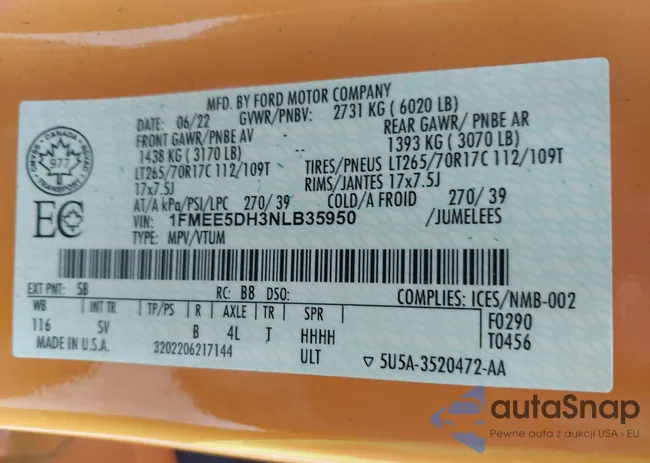 MFD. BY FORD MOTOR COMPANY
DATE: 06/22 GVWR/PNBV: 2731 KG ( 6020 LB)
FRONT GAWR/ PNBE AV REAR GAWR/ PNBE AR
1438 KG ( 3170 LB) 1393 KG ( 3070 LB)
LT265/70R17C 112/109T TIRES/PNEUS LT265/70R17C 112/109T
17x7.5J RIMS/JANTES 17x7.5J
AT/A kPa/PSI/LPC 270/ 39 COLD/A FROID 270/ 39
VIN: 1FMEE5DH3NLB35950 /JUMELEES
TYPE: MPV/VTUM
CANADA
TRANSPORT
977
EC
EXT PNT: SB RC: B8 DSO: COMPLIES: ICES/NMB-002
WB INT TR TP/PS R AXLE TR SPR F0290
116 SV B 4L T HHHH T0456
MADE IN U.S.A. 3202206217144 ULT ▽ 5U5A-3520472-AA
autaSnap
Pewne auta z aukcji USA i EU